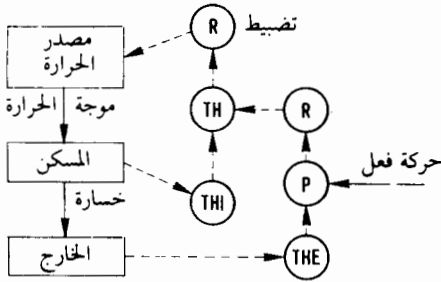 مصدر
الحرارة
R
تضبيط
موجة الحرارة
TH
R
المسكن
THI
P
حركة فعل
خسارة
الخارج
THE